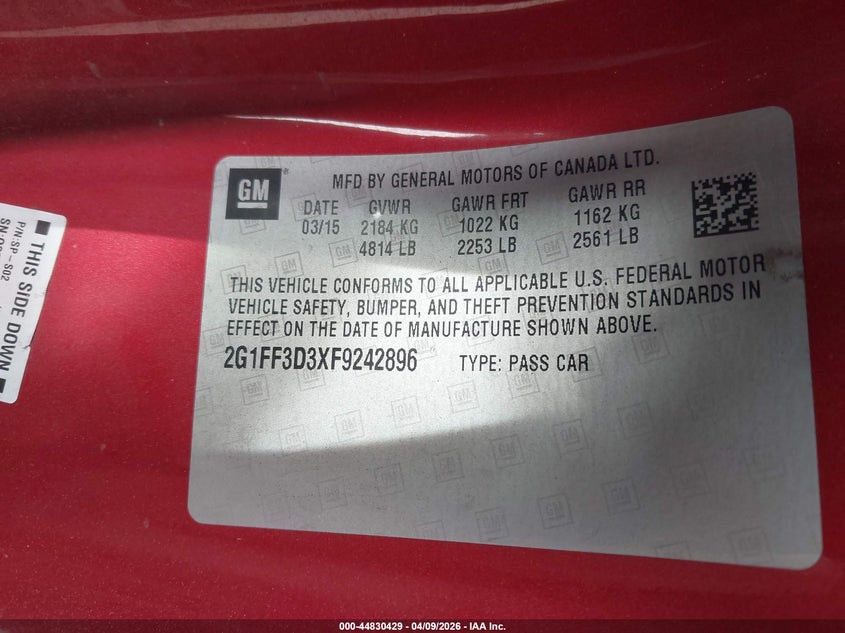 GM
MFD BY GENERAL MOTORS OF CANADA LTD.
DATE GVWR GAWR FRT GAWR RR
03/15 2184 KG 1022 KG 1162 KG
4814 LB 2253 LB 2561 LB
THIS VEHICLE CONFORMS TO ALL APPLICABLE U.S. FEDERAL MOTOR
VEHICLE SAFETY, BUMPER, AND THEFT PREVENTION STANDARDS IN
EFFECT ON THE DATE OF MANUFACTURE SHOWN ABOVE.
2G1FF3D3XF9242896 TYPE: PASS CAR
THIS SIDE DOWN
P/N:SP-S02
000-44830429 - 04/09/2026 - IAA Inc.